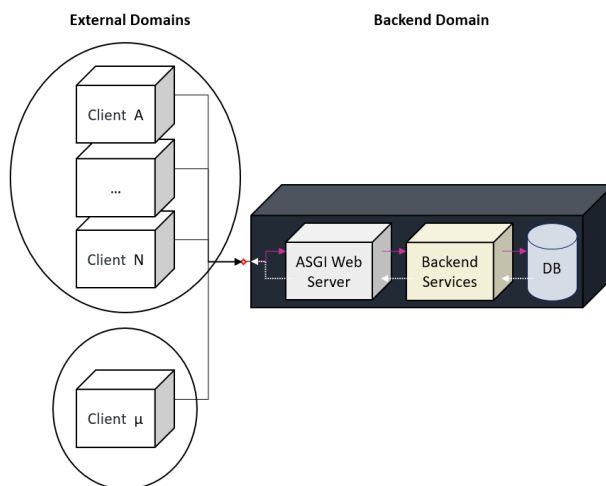 External Domains
Backend Domain
Client A
...
Client N
Client μ
ASGI Web
Server
Backend
Services
DB